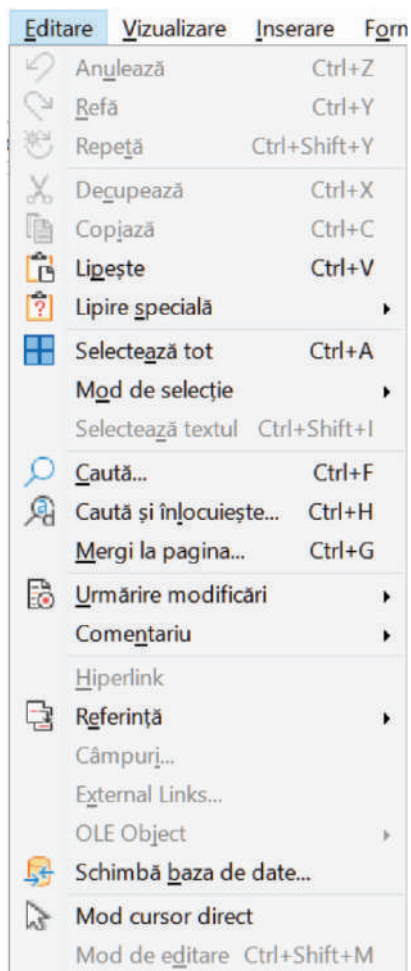 Editare Vizualizare Inserare Forn
Anulează Ctrl+Z
Refă Ctrl+Y
Repetă Ctrl+Shift+Y
Decupează Ctrl+X
Copiază Ctrl+C
Lipește Ctrl+V
Lipire specială
Selectează tot Ctrl+A
Mod de selecție
Selectează textul Ctrl+Shift+I
Caută... Ctrl+F
Caută și înlocuiește... Ctrl+H
Mergi la pagina... Ctrl+G
Urmărire modificări
Comentariu
Hiperlink
Referință
Câmpuri...
External Links...
OLE Object
Schimbă baza de date...
Mod cursor direct
Mod de editare Ctrl+Shift+M